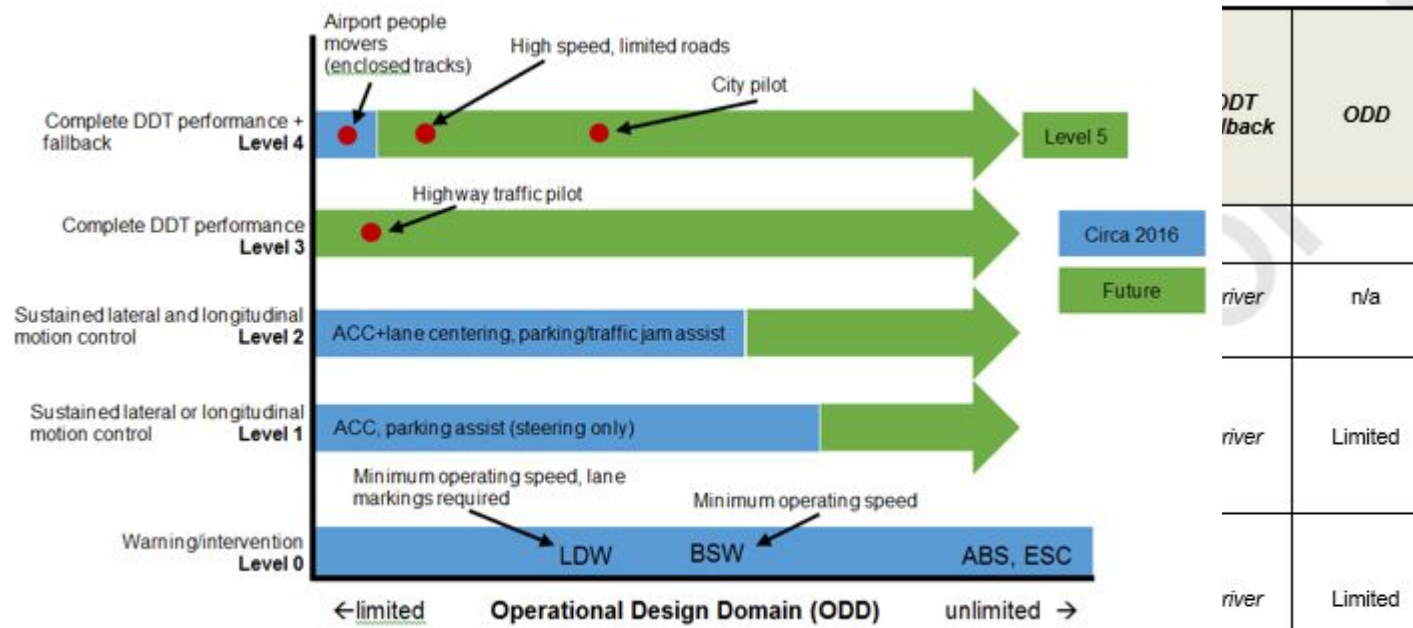 Airport people
movers
(enclosed tracks)
High speed, limited roads
City pilot
Complete DDT performance +
fallback Level 4
Level 5
Highway traffic pilot
Complete DDT performance
Level 3
Circa 2016
Future
Sustained lateral and longitudinal
motion control Level 2
ACC+lane centering, parking/traffic jam assist
Sustained lateral or longitudinal
motion control Level 1
ACC, parking assist (steering only)
Minimum operating speed, lane
markings required
Minimum operating speed
Warning/intervention
Level 0
LDW
BSW
ABS, ESC
←limited Operational Design Domain (ODD) unlimited →
ODD
n/a
Limited
Limited